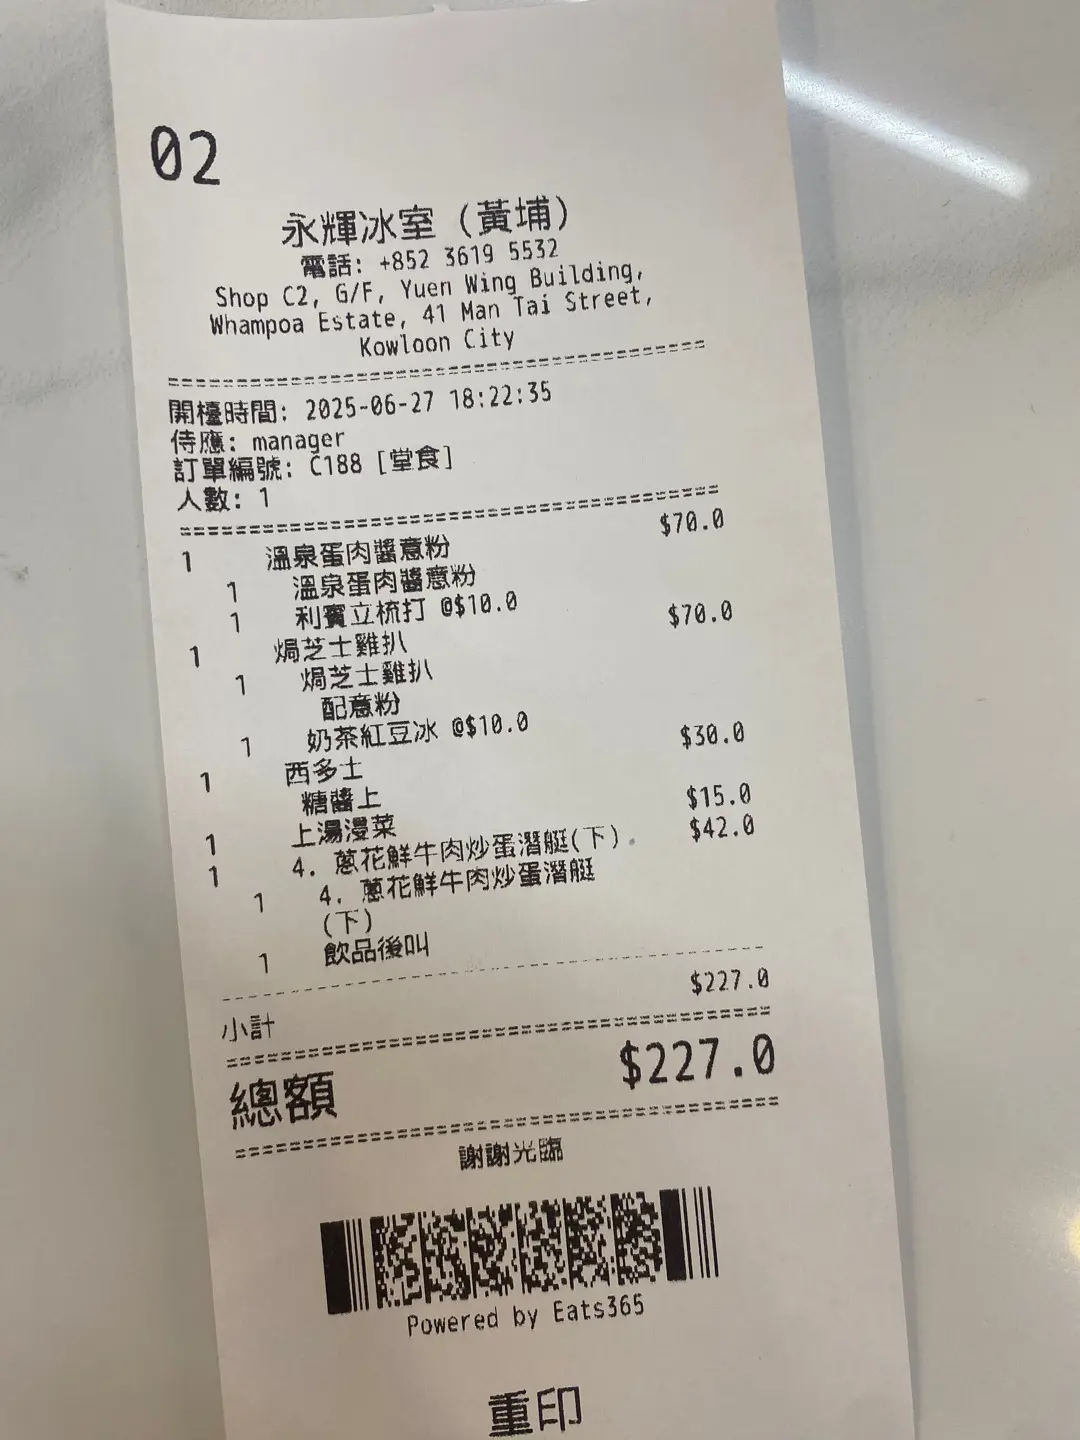 02
永輝冰室 (黃埔)
電話: +852 3619 5532
Shop C2, G/F, Yuen Wing Building,
Whampoa Estate, 41 Man Tai Street,
Kowloon City
開檯時間: 2025-06-27 18:22:35
侍應: manager
訂單編號: C188 [堂食]
人數: 1
1 溫泉蛋肉醬意粉 $70.0
1 溫泉蛋肉醬意粉
1 利賓立梳打 @$10.0
1 焗芝士雞扒 $70.0
1 焗芝士雞扒
配意粉
1 奶茶紅豆冰 @$10.0
1 西多士 $30.0
糖醬上
1 上湯浸菜 $15.0
1 4. 蔥花鮮牛肉炒蛋潛艇(下) $42.0
1 4. 蔥花鮮牛肉炒蛋潛艇
(下)
1 飲品後叫
小計 $227.0
總額 $227.0
謝謝光臨
Powered by Eats365
重印